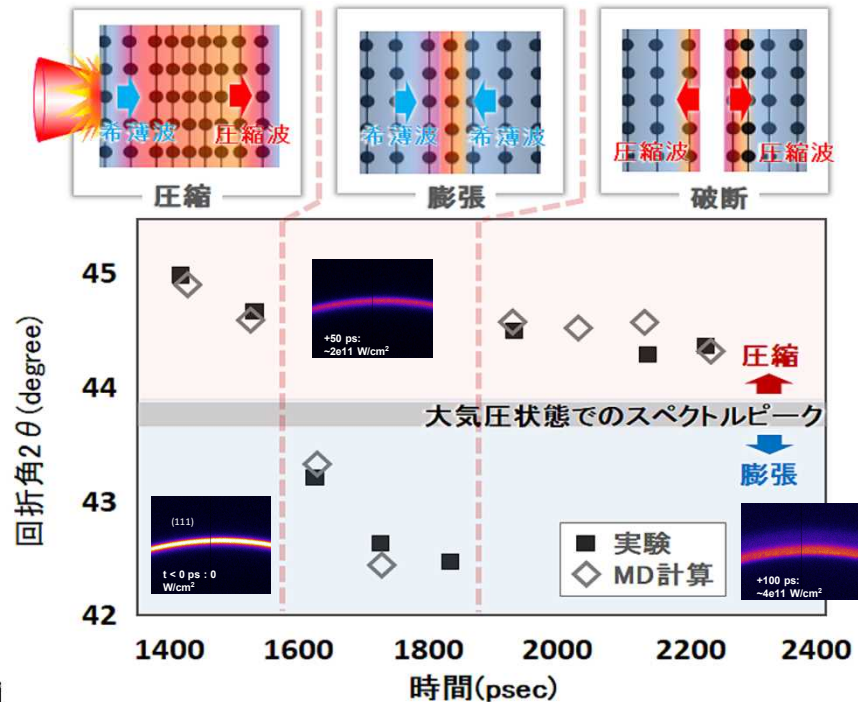 希薄波
圧縮波
希薄波
希薄波
圧縮波
圧縮波
圧縮
膨張
破断
回折角2θ(degree)
45
44
43
42
+50 ps:
~2e11 W/cm²
圧縮
大気圧状態でのスペクトルピーク
膨張
(111)
t < 0 ps : 0
W/cm²
実験
MD計算
+100 ps:
~4e11 W/cm²
1400
1600
1800
2000
2200
2400
時間(psec)